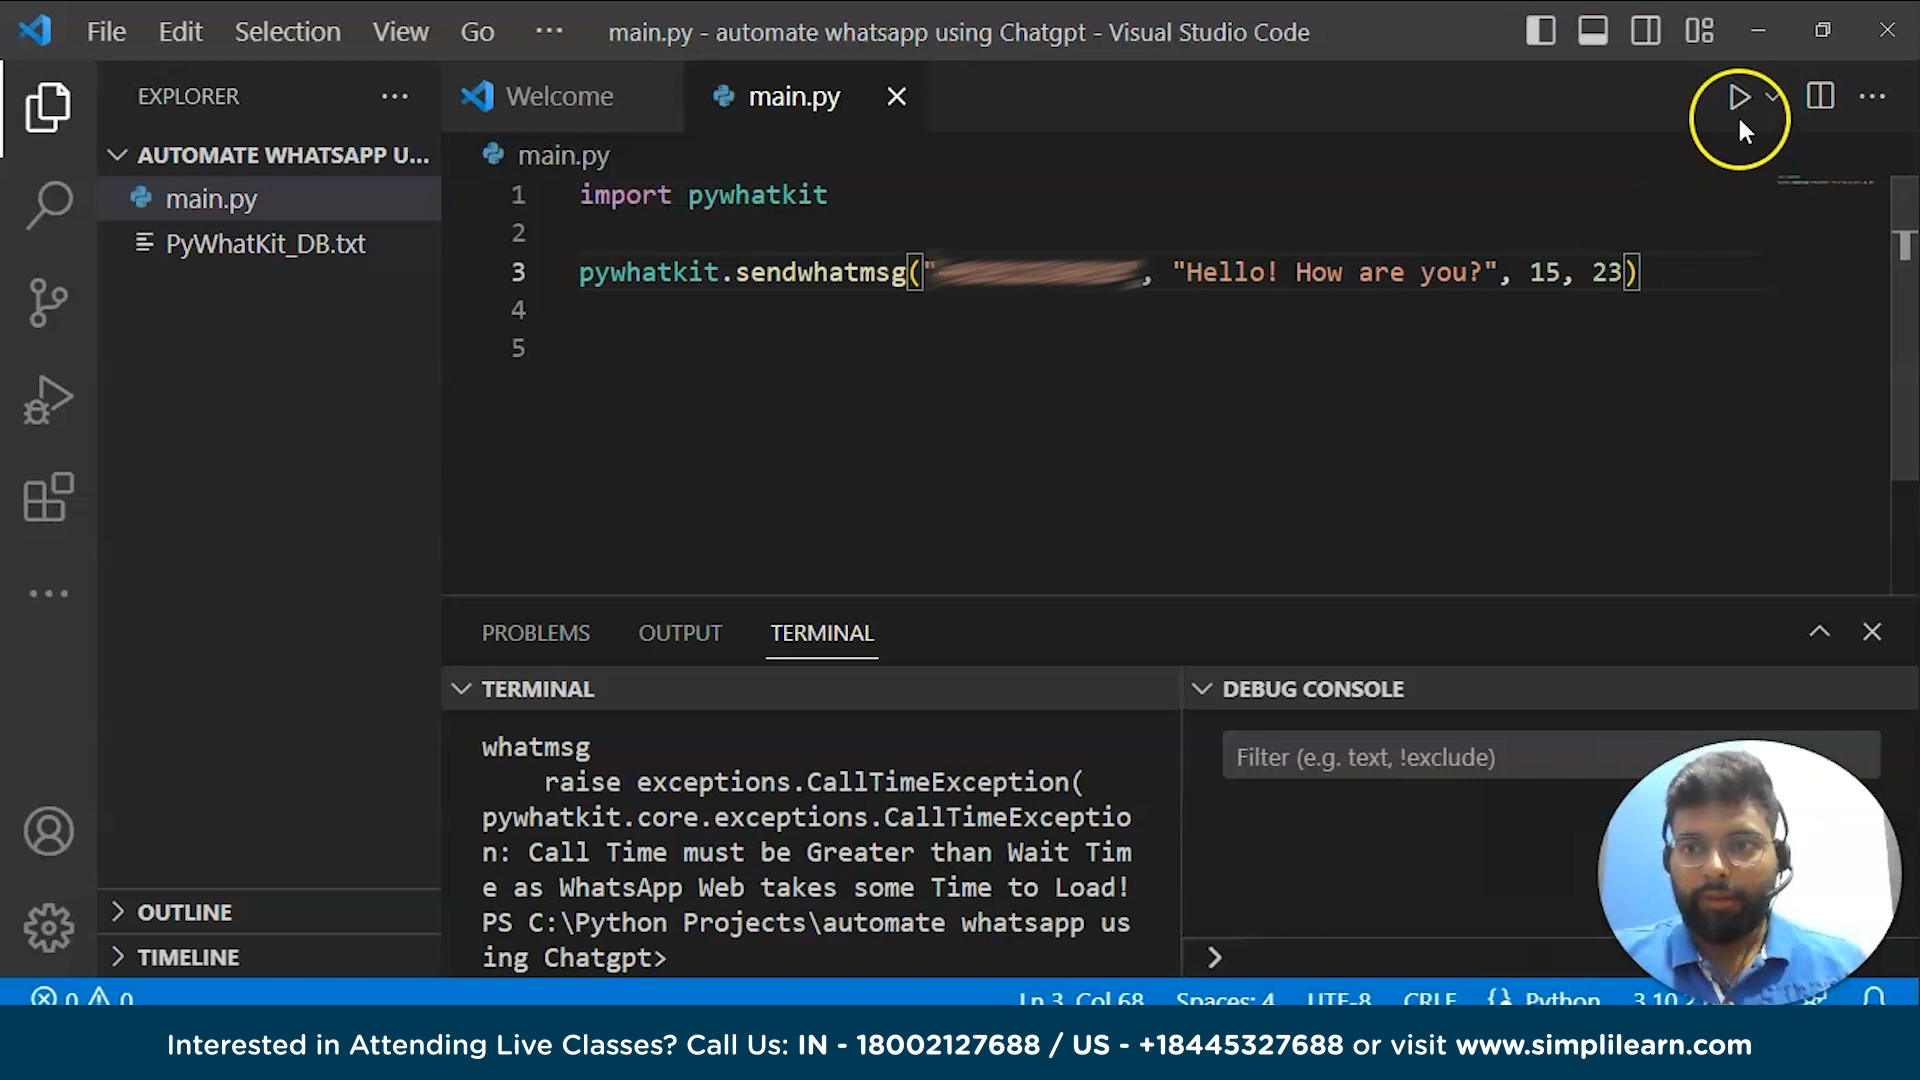 File Edit Selection View Go ··· main.py - automate whatsapp using Chatgpt - Visual Studio Code
EXPLORER ···
Welcome main.py
AUTOMATE WHATSAPP U...
main.py
PyWhatKit_DB.txt
main.py
1 import pywhatkit
2
3 pywhatkit.sendwhatmsg(" , "Hello! How are you?", 15, 23)
4
5
PROBLEMS OUTPUT TERMINAL
TERMINAL
whatmsg
raise exceptions.CallTimeException(
pywhatkit.core.exceptions.CallTimeExceptio
n: Call Time must be Greater than Wait Tim
e as WhatsApp Web takes some Time to Load!
PS C:\Python Projects\automate whatsapp us
ing Chatgpt>
DEBUG CONSOLE
Filter (e.g. text, !exclude)
OUTLINE
TIMELINE
0 0 Ln 3, Col 68 Spaces: 4 UTF-8 CRLF Python
Interested in Attending Live Classes? Call Us: IN - 18002127688 / US - +18445327688 or visit www.simplilearn.com